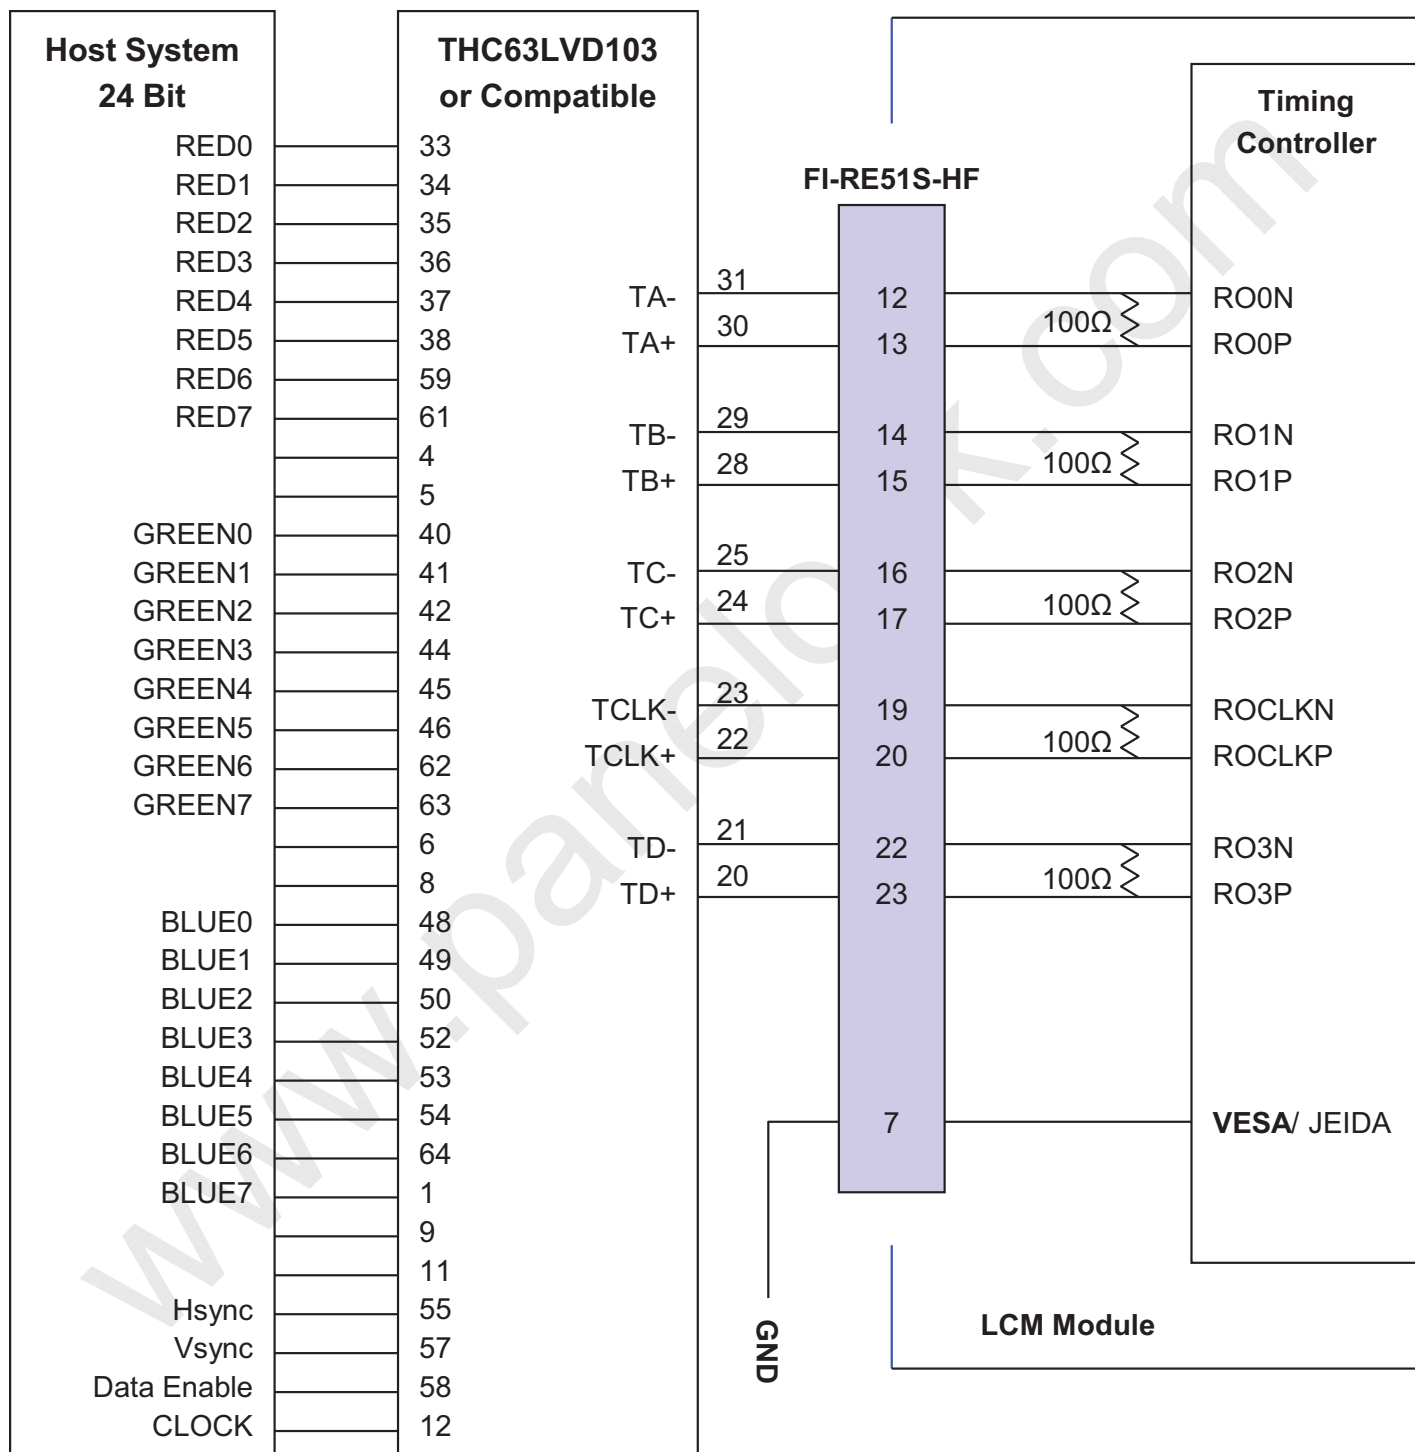 Host System
24 Bit
THC63LVD103
or Compatible
Timing
Controller
FI-RE51S-HF
RED0 33
RED1 34
RED2 35
RED3 36
RED4 37
RED5 38
RED6 59
RED7 61
4
5
GREEN0 40
GREEN1 41
GREEN2 42
GREEN3 44
GREEN4 45
GREEN5 46
GREEN6 62
GREEN7 63
6
8
BLUE0 48
BLUE1 49
BLUE2 50
BLUE3 52
BLUE4 53
BLUE5 54
BLUE6 64
BLUE7 1
9
11
Hsync 55
Vsync 57
Data Enable 58
CLOCK 12
TA- 31 12 RO0N
100Ω
TA+ 30 13 RO0P
TB- 29 14 RO1N
100Ω
TB+ 28 15 RO1P
TC- 25 16 RO2N
100Ω
TC+ 24 17 RO2P
TCLK- 23 19 ROCLKN
100Ω
TCLK+ 22 20 ROCLKP
TD- 21 22 RO3N
100Ω
TD+ 20 23 RO3P
7 VESA/ JEIDA
GND
LCM Module